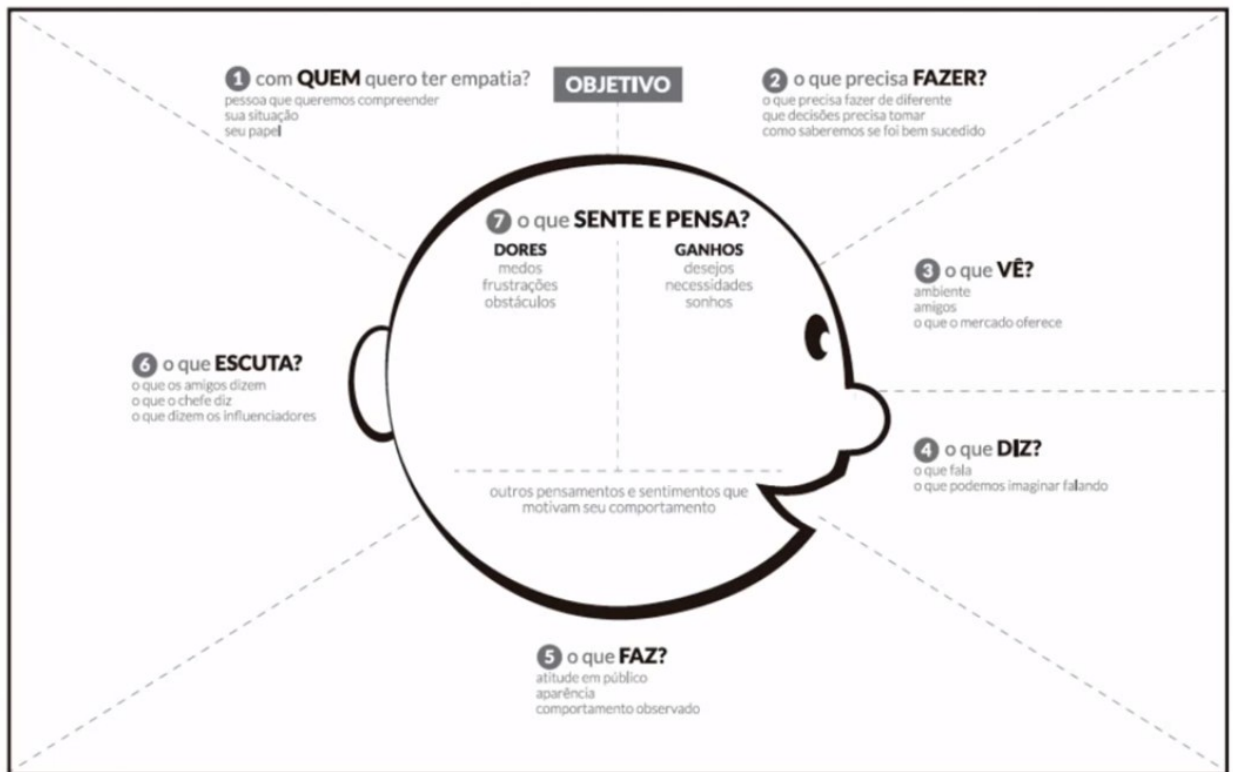 1 com QUEM quero ter empatia?
pessoa que queremos compreender
sua situação
seu papel
OBJETIVO
2 o que precisa FAZER?
o que precisa fazer de diferente
que decisões precisa tomar
como saberemos se foi bem sucedido
7 o que SENTE E PENSA?
DORES
medos
frustrações
obstáculos
GANHOS
desejos
necessidades
sonhos
outros pensamentos e sentimentos que
motivam seu comportamento
3 o que VÊ?
ambiente
amigos
o que o mercado oferece
4 o que DIZ?
o que fala
o que podemos imaginar falando
5 o que FAZ?
atitude em público
aparência
comportamento observado
6 o que ESCUTA?
o que os amigos dizem
o que o chefe diz
o que dizem os influenciadores